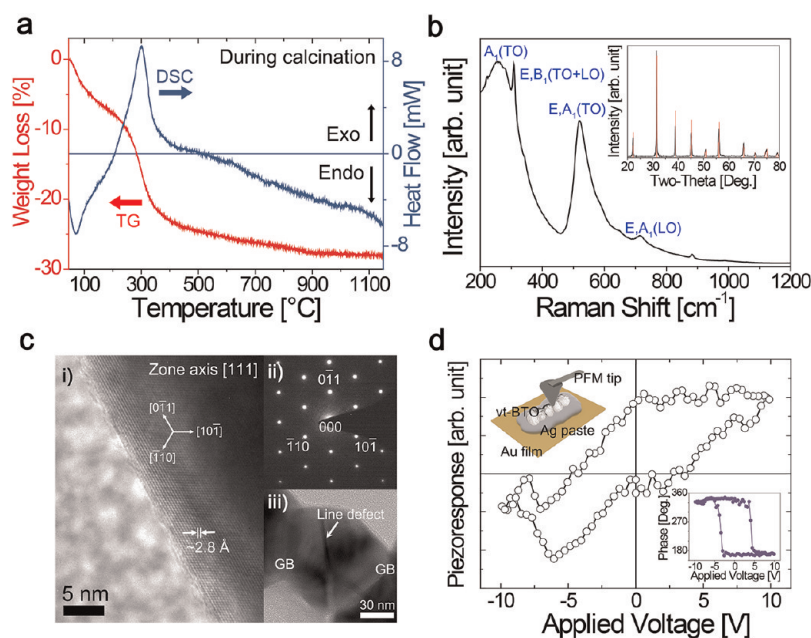 a
During calcination
DSC
Exo
Endo
TG
Weight Loss [%]
0
-10
-20
-30
Heat Flow [mW]
8
0
-8
100 300 500 700 900 1100
Temperature [°C]
b
A₁(TO)
E,B₁(TO+LO)
E,A₁(TO)
E,A₁(LO)
Intensity [arb. unit]
200 400 600 800 1000 1200
Raman Shift [cm⁻¹]
Intensity [arb. unit]
20 30 40 50 60 70 80
Two-Theta [Deg.]
c
i)
Zone axis [111]
[01̅1]
[101̅]
[1̅10]
~2.8 Å
5 nm
ii)
01̅1
000
1̅10
101̅
iii)
Line defect
GB
GB
30 nm
d
PFM tip
vt-BTO
Ag paste
Au film
Piezoresponse [arb. unit]
-10 -5 0 5 10
Applied Voltage [V]
Phase [Deg.]
360
270
180
-10 -5 0 5 10
Applied Voltage [V]